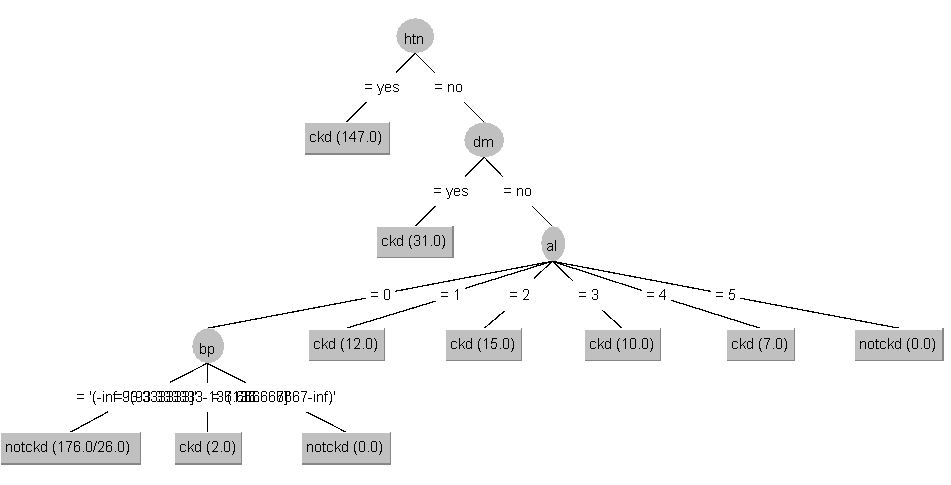 htn
= yes
= no
ckd (147.0)
dm
= yes
= no
ckd (31.0)
al
= 0
= 1
= 2
= 3
= 4
= 5
bp
ckd (12.0)
ckd (15.0)
ckd (10.0)
ckd (7.0)
notckd (0.0)
notckd (176.0/26.0)
ckd (2.0)
notckd (0.0)